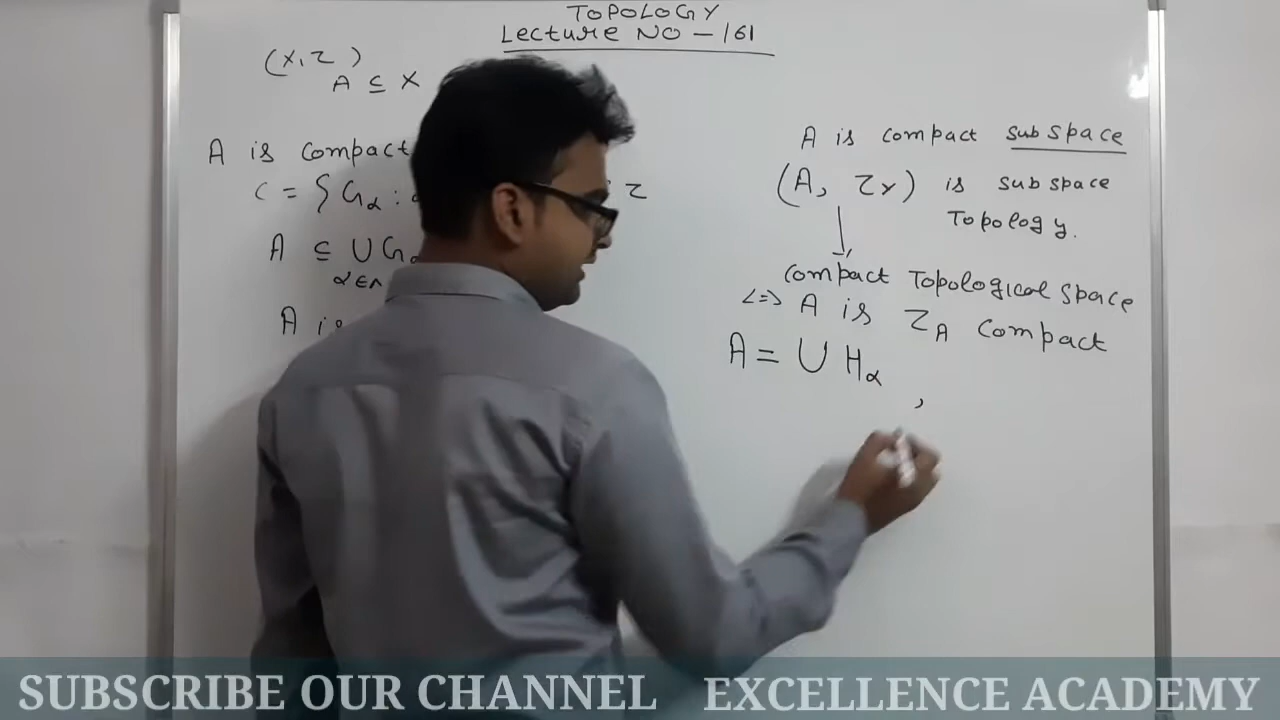 TOPOLOGY
Lecture NO - 161
(X, τ)
A ⊆ X
A is compact
C = { Gα : τ
A ⊆ ∪ Gα
α∈Λ
A is
A is compact subspace
(A, τY) is subspace
Topology.
compact Topological space
<=> A is τA compact
A = ∪ Hα ,
SUBSCRIBE OUR CHANNEL EXCELLENCE ACADEMY